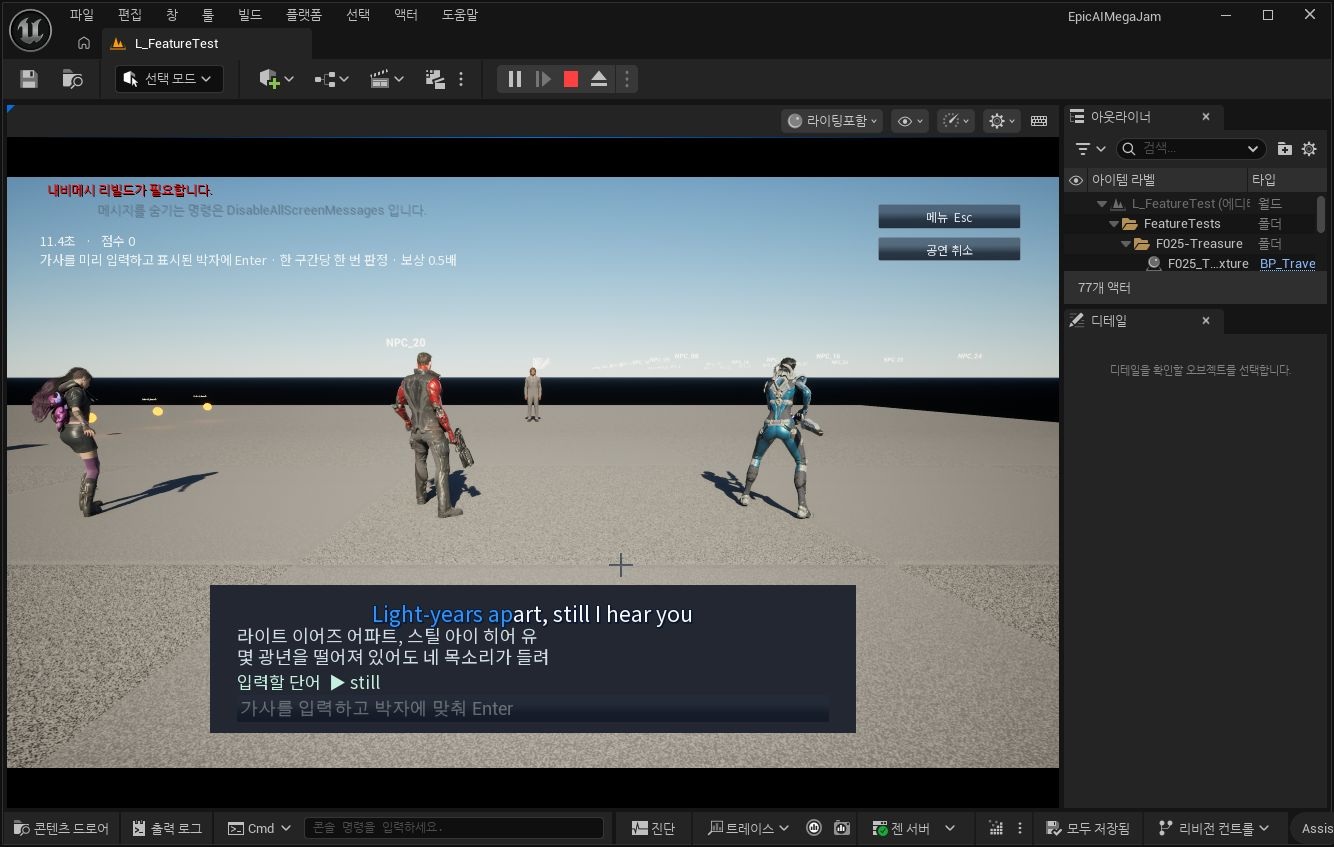 파일 편집 창 툴 빌드 플랫폼 선택 액터 도움말
EpicAIMegaJam
L_FeatureTest
선택 모드
라이팅포함
내비메시 리빌드가 필요합니다.
메시지를 숨기는 명령은 DisableAllScreenMessages 입니다.
11.4초 · 점수 0
가사를 미리 입력하고 표시된 박자에 Enter · 한 구간당 한 번 판정 · 보상 0.5배
메뉴 Esc
공연 취소
NPC_20
Light-years apart, still I hear you
라이트 이어즈 어파트, 스틸 아이 히어 유
몇 광년을 떨어져 있어도 네 목소리가 들려
입력할 단어 ▶ still
가사를 입력하고 박자에 맞춰 Enter
아웃라이너
검색...
아이템 라벨 타입
L_FeatureTest (에디터 월드
FeatureTests 폴더
F025-Treasure 폴더
F025_T...xture BP_Trave
77개 액터
디테일
디테일을 확인할 오브젝트를 선택합니다.
콘텐츠 드로어 출력 로그 Cmd 콘솔 명령을 입력하세요. 진단 트레이스 젠 서버 모두 저장됨 리비전 컨트롤 Assis